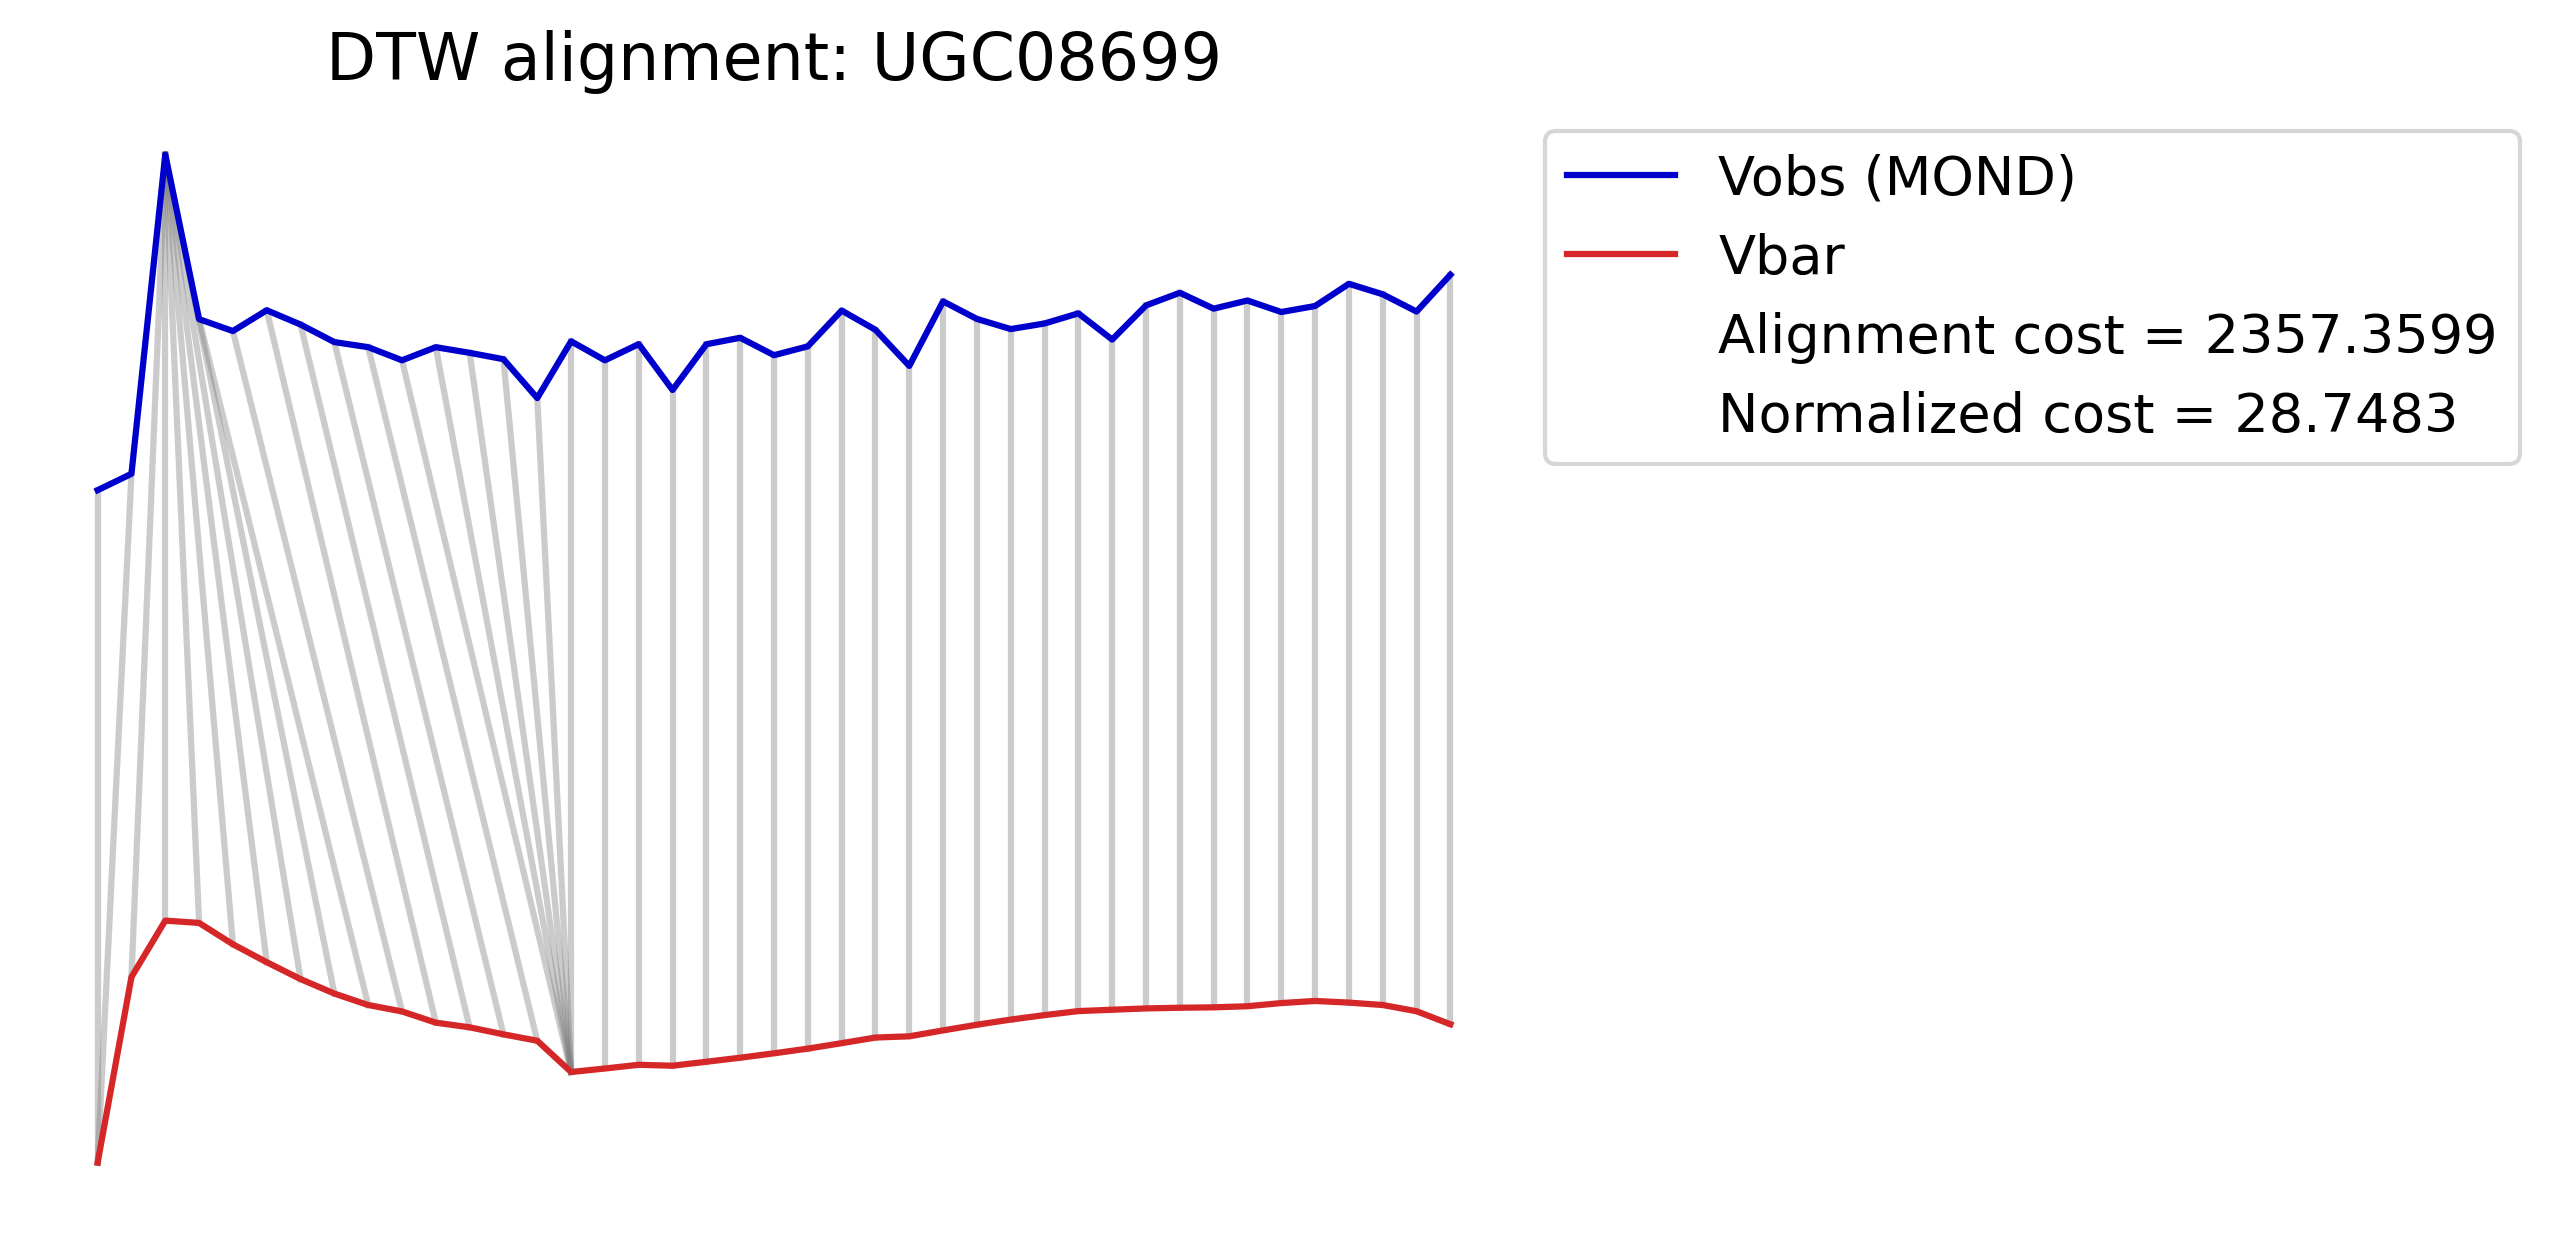 DTW alignment: UGC08699
Vobs (MOND)
Vbar
Alignment cost = 2357.3599
Normalized cost = 28.7483